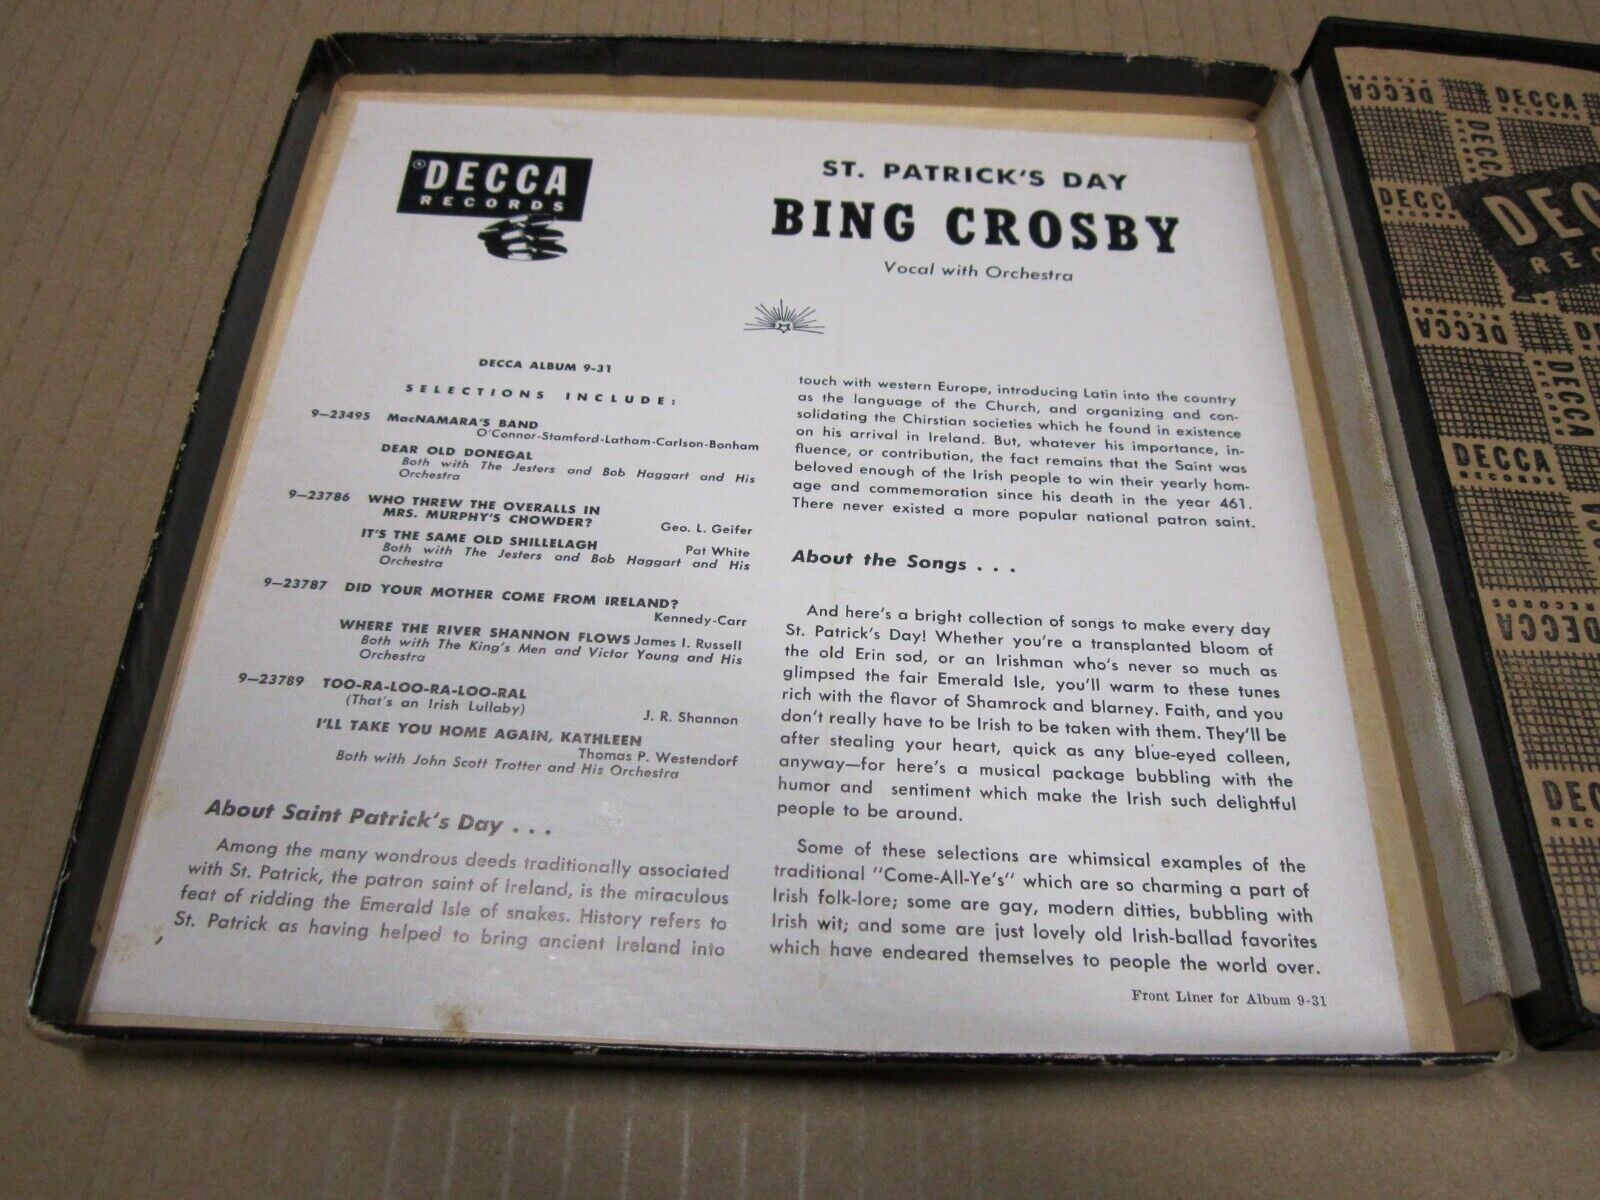 DECCA
RECORDS
ST. PATRICK'S DAY
BING CROSBY
Vocal with Orchestra
DECCA ALBUM 9-31
SELECTIONS INCLUDE:
9—23495 MacNAMARA'S BAND
O'Connor-Stamford-Latham-Carlson-Bonham
DEAR OLD DONEGAL
Both with The Jesters and Bob Haggart and His
Orchestra
9—23786 WHO THREW THE OVERALLS IN
MRS. MURPHY'S CHOWDER?
Geo. L. Geifer
IT'S THE SAME OLD SHILLELAGH Pat White
Both with The Jesters and Bob Haggart and His
Orchestra
9—23787 DID YOUR MOTHER COME FROM IRELAND?
Kennedy-Carr
WHERE THE RIVER SHANNON FLOWS James I. Russell
Both with The King's Men and Victor Young and His
Orchestra
9—23789 TOO-RA-LOO-RA-LOO-RAL
(That's an Irish Lullaby)
J. R. Shannon
I'LL TAKE YOU HOME AGAIN, KATHLEEN
Thomas P. Westendorf
Both with John Scott Trotter and His Orchestra
About Saint Patrick's Day . . .
Among the many wondrous deeds traditionally associated
with St. Patrick, the patron saint of Ireland, is the miraculous
feat of ridding the Emerald Isle of snakes. History refers to
St. Patrick as having helped to bring ancient Ireland into
touch with western Europe, introducing Latin into the country
as the language of the Church, and organizing and con-
solidating the Chirstian societies which he found in existence
on his arrival in Ireland. But, whatever his importance, in-
fluence, or contribution, the fact remains that the Saint was
beloved enough of the Irish people to win their yearly hom-
age and commemoration since his death in the year 461.
There never existed a more popular national patron saint.
About the Songs . . .
And here's a bright collection of songs to make every day
St. Patrick's Day! Whether you're a transplanted bloom of
the old Erin sod, or an Irishman who's never so much as
glimpsed the fair Emerald Isle, you'll warm to these tunes
rich with the flavor of Shamrock and blarney. Faith, and you
don't really have to be Irish to be taken with them. They'll be
after stealing your heart, quick as any blue-eyed colleen,
anyway—for here's a musical package bubbling with the
humor and sentiment which make the Irish such delightful
people to be around.
Some of these selections are whimsical examples of the
traditional "Come-All-Ye's" which are so charming a part of
Irish folk-lore; some are gay, modern ditties, bubbling with
Irish wit; and some are just lovely old Irish-ballad favorites
which have endeared themselves to people the world over.
Front Liner for Album 9-31
DECCA
RECORDS
DECCA
RECORDS
DECCA
RECORDS
DECCA
RECORDS
DECCA
RECORDS